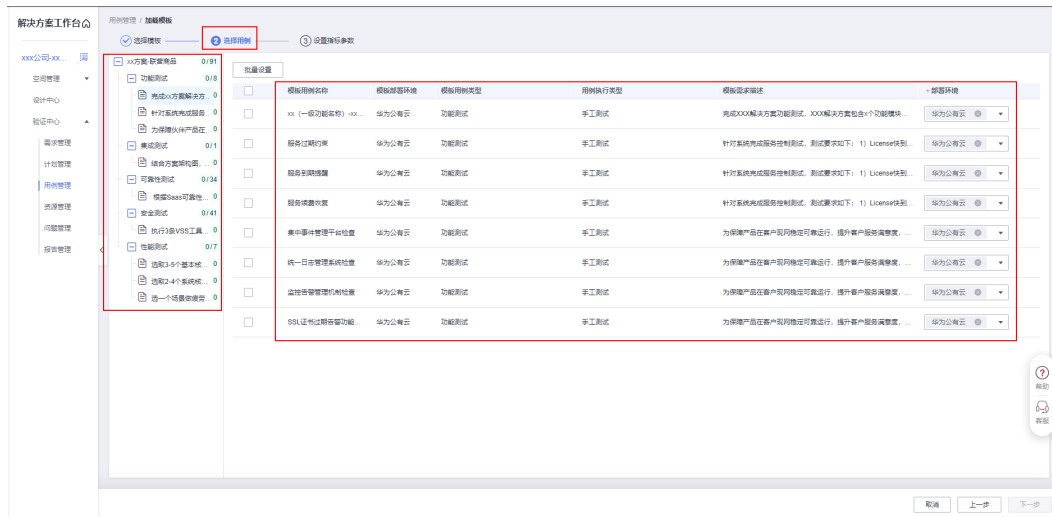 解决方案工作台
用例管理 / 加载模板
选择模板
2 选择用例
3 设置指标参数
xxx公司-xx...
空间管理
设计中心
验证中心
需求管理
计划管理
用例管理
资源管理
问题管理
报告管理
xx方案-联营商品 0/91
功能测试 0/8
完成xx方案解决方... 0
针对系统完成服务... 0
为保障伙伴产品在... 0
集成测试 0/1
结合方案架构图，... 0
可靠性测试 0/34
根据Saas可靠性... 0
安全测试 0/41
执行3条VSS工具... 0
性能测试 0/7
选取3-5个基本核... 0
选取2-4个系统核... 0
选一个场景做疲劳... 0
批量设置
模板用例名称 模板部署环境 模板用例类型 用例执行类型 模板需求描述 * 部署环境
xx（一级功能名称）-xx... 华为公有云 功能测试 手工测试 完成XXX解决方案功能测试，XXX解决方案包含x个功能模块... 华为公有云
服务过期约束 华为公有云 功能测试 手工测试 针对系统完成服务控制测试，测试要求如下： 1）License快到... 华为公有云
服务到期提醒 华为公有云 功能测试 手工测试 针对系统完成服务控制测试，测试要求如下： 1）License快到... 华为公有云
服务续费恢复 华为公有云 功能测试 手工测试 针对系统完成服务控制测试，测试要求如下： 1）License快到... 华为公有云
集中事件管理平台检查 华为公有云 功能测试 手工测试 为保障产品在客户现网稳定可靠运行，提升客户服务满意度，... 华为公有云
统一日志管理系统检查 华为公有云 功能测试 手工测试 为保障产品在客户现网稳定可靠运行，提升客户服务满意度，... 华为公有云
监控告警管理机制检查 华为公有云 功能测试 手工测试 为保障产品在客户现网稳定可靠运行，提升客户服务满意度，... 华为公有云
SSL证书过期告警功能... 华为公有云 功能测试 手工测试 为保障产品在客户现网稳定可靠运行，提升客户服务满意度，... 华为公有云
帮助
客服
取消 上一步 下一步